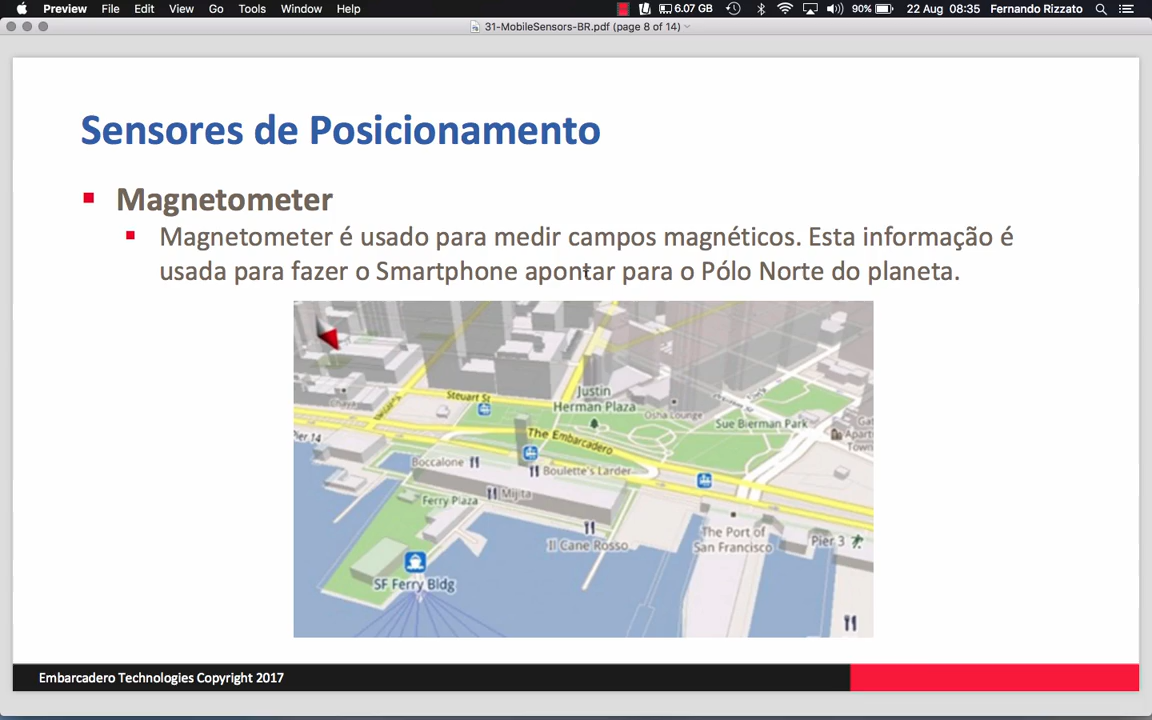 Preview File Edit View Go Tools Window Help 6.07 GB 90% 22 Aug 08:35 Fernando Rizzato
31-MobileSensors-BR.pdf (page 8 of 14)
Sensores de Posicionamento
Magnetometer
Magnetometer é usado para medir campos magnéticos. Esta informação é
usada para fazer o Smartphone apontar para o Pólo Norte do planeta.
Steuart St
Justin
Herman Plaza
Osha Lounge
Sue Bierman Park
Pier 14
The Embarcadero
Boccalone
Boulette's Larder
Ferry Plaza
Mijita
Il Cane Rosso
The Port of
San Francisco
Pier 3
SF Ferry Bldg
Embarcadero Technologies Copyright 2017